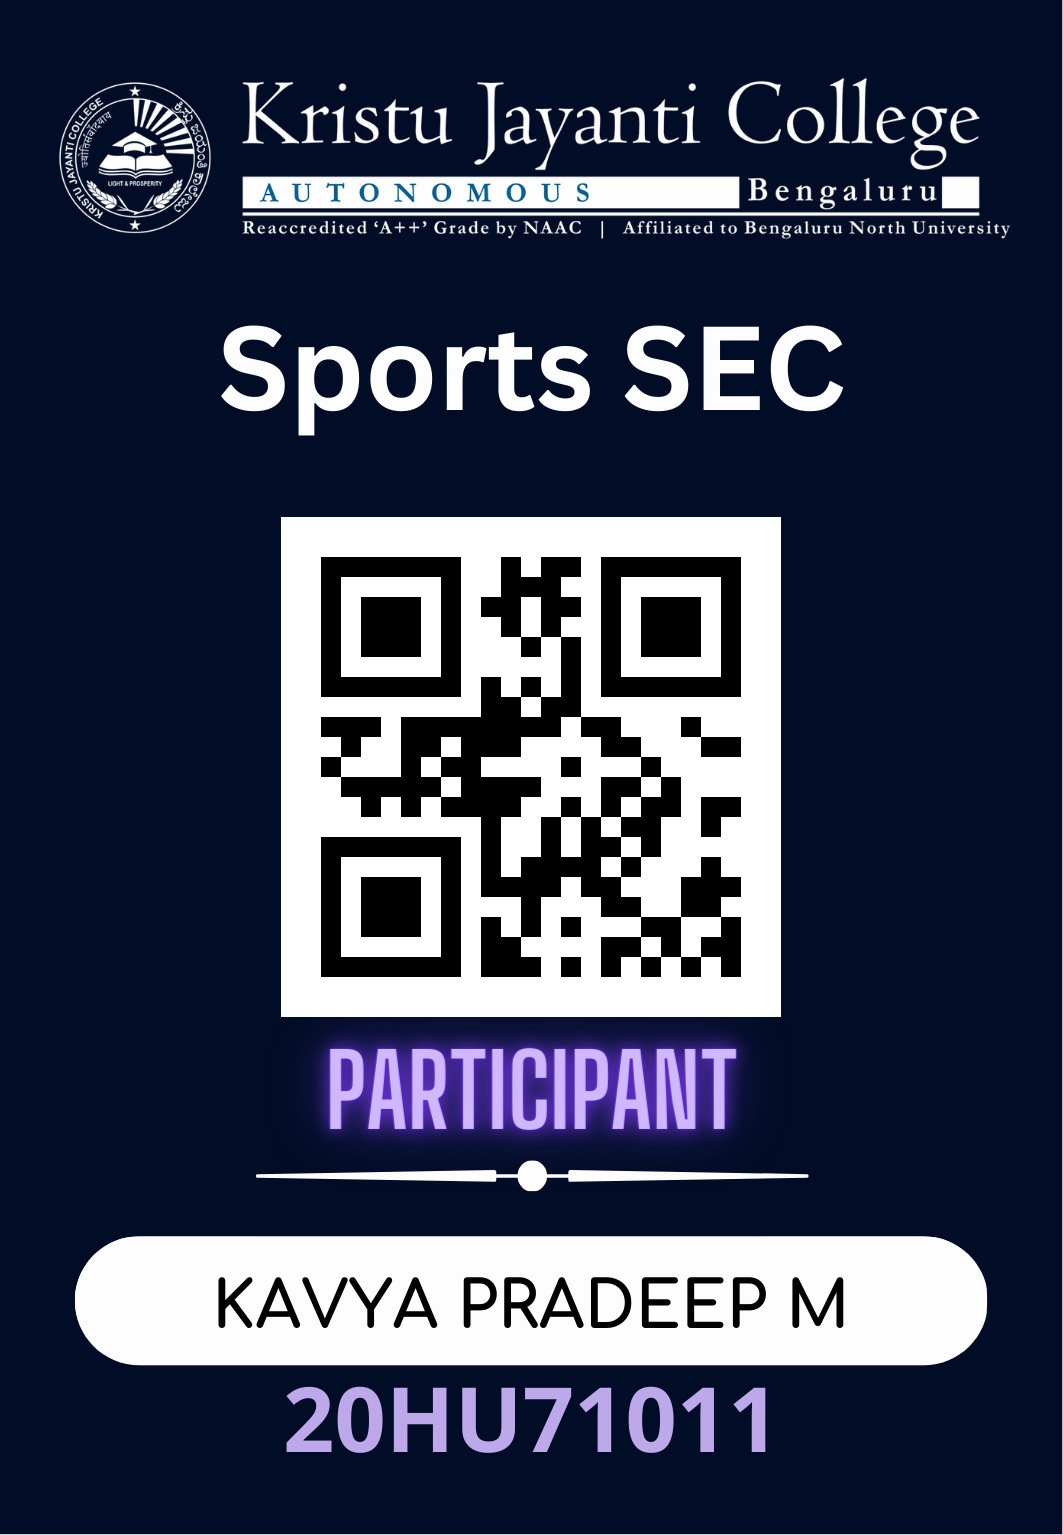 KRISTU JAYANTI COLLEGE
ज्योतिर्संवाद्याय
ಕ್ರಿಸ್ತು ಜಯಂತಿ ಕಾಲೇಜು
LIGHT & PROSPERITY
Kristu Jayanti College
AUTONOMOUS Bengaluru
Reaccredited ‘A++’ Grade by NAAC | Affiliated to Bengaluru North University
Sports SEC
PARTICIPANT
KAVYA PRADEEP M
20HU71011